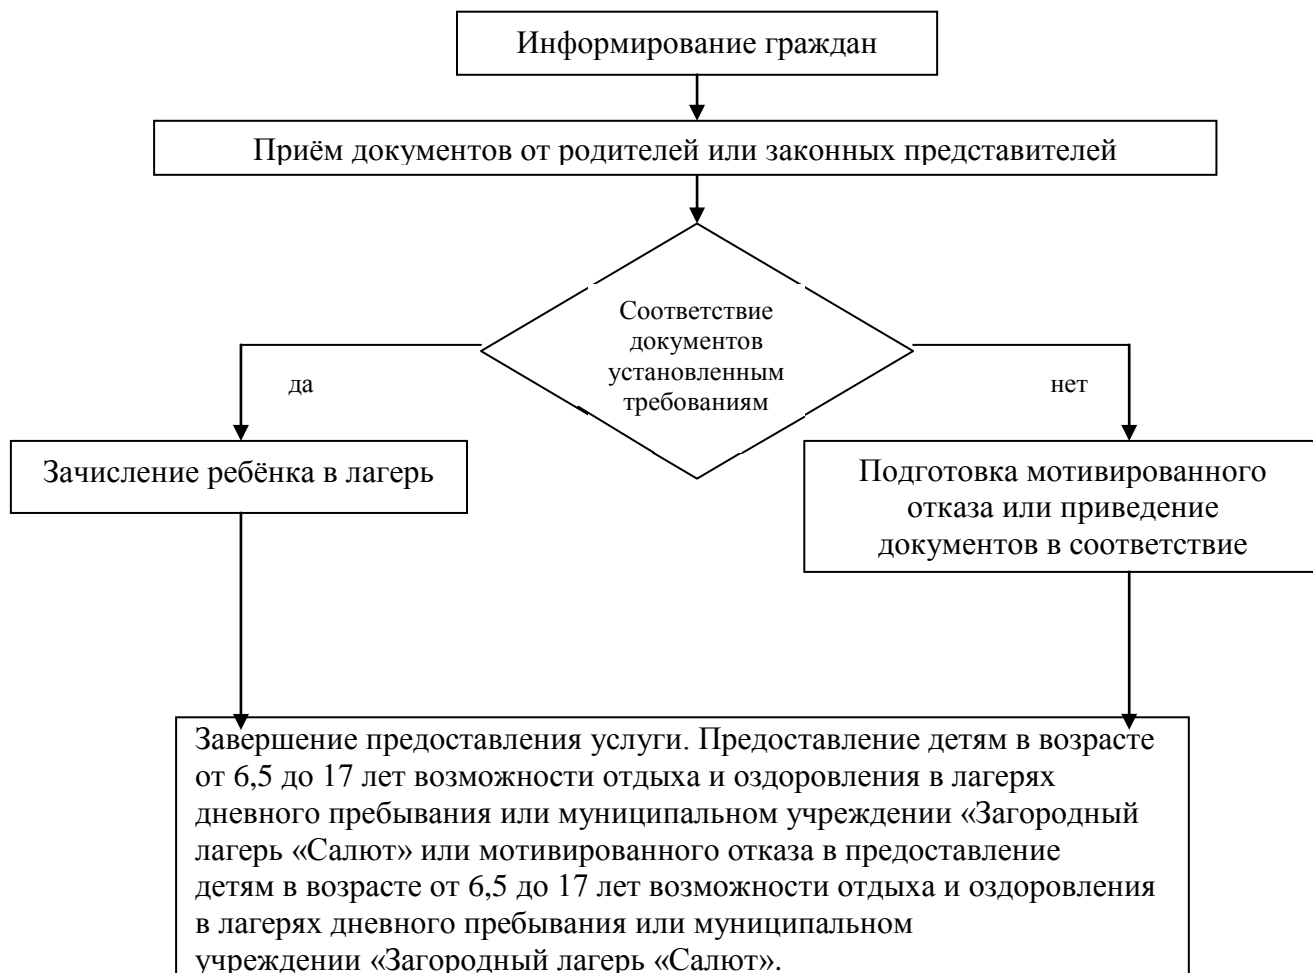 Информирование граждан
Приём документов от родителей или законных представителей
Соответствие
документов
установленным
требованиям
да
нет
Зачисление ребёнка в лагерь
Подготовка мотивированного
отказа или приведение
документов в соответствие
Завершение предоставления услуги. Предоставление детям в возрасте
от 6,5 до 17 лет возможности отдыха и оздоровления в лагерях
дневного пребывания или муниципальном учреждении «Загородный
лагерь «Салют» или мотивированного отказа в предоставление
детям в возрасте от 6,5 до 17 лет возможности отдыха и оздоровления
в лагерях дневного пребывания или муниципальном
учреждении «Загородный лагерь «Салют».